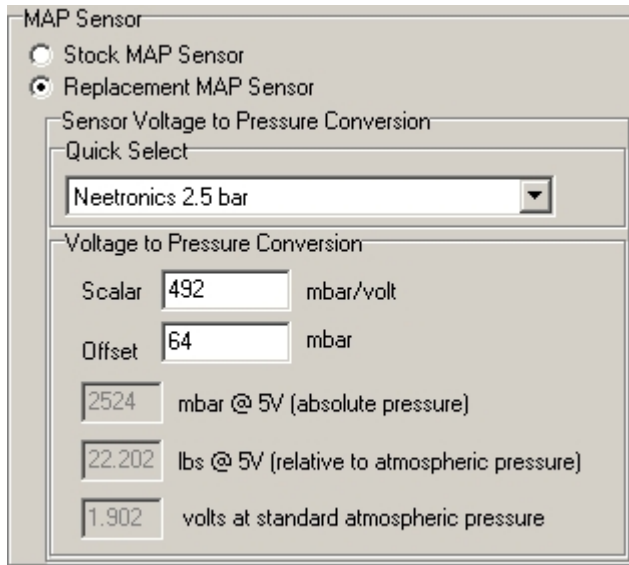 MAP Sensor
Stock MAP Sensor
Replacement MAP Sensor
Sensor Voltage to Pressure Conversion
Quick Select
Neetronics 2.5 bar
Voltage to Pressure Conversion
Scalar 492 mbar/volt
Offset 64 mbar
2524 mbar @ 5V (absolute pressure)
22.202 lbs @ 5V (relative to atmospheric pressure)
1.902 volts at standard atmospheric pressure